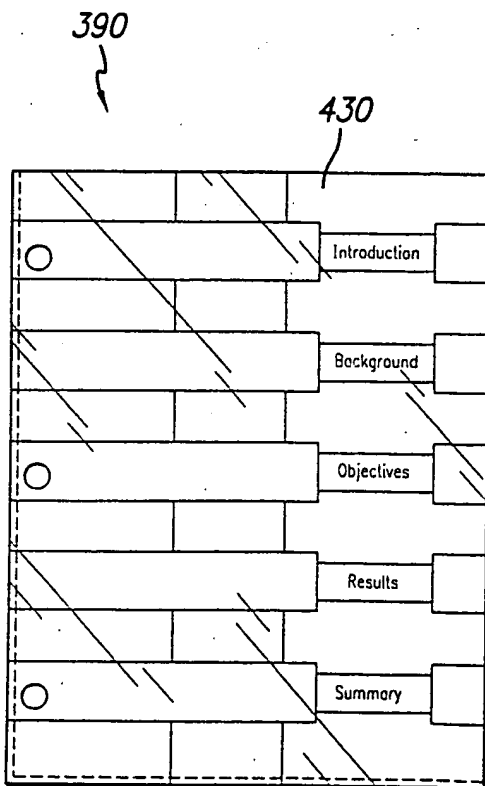 390
430
Introduction
Background
Objectives
Results
Summary